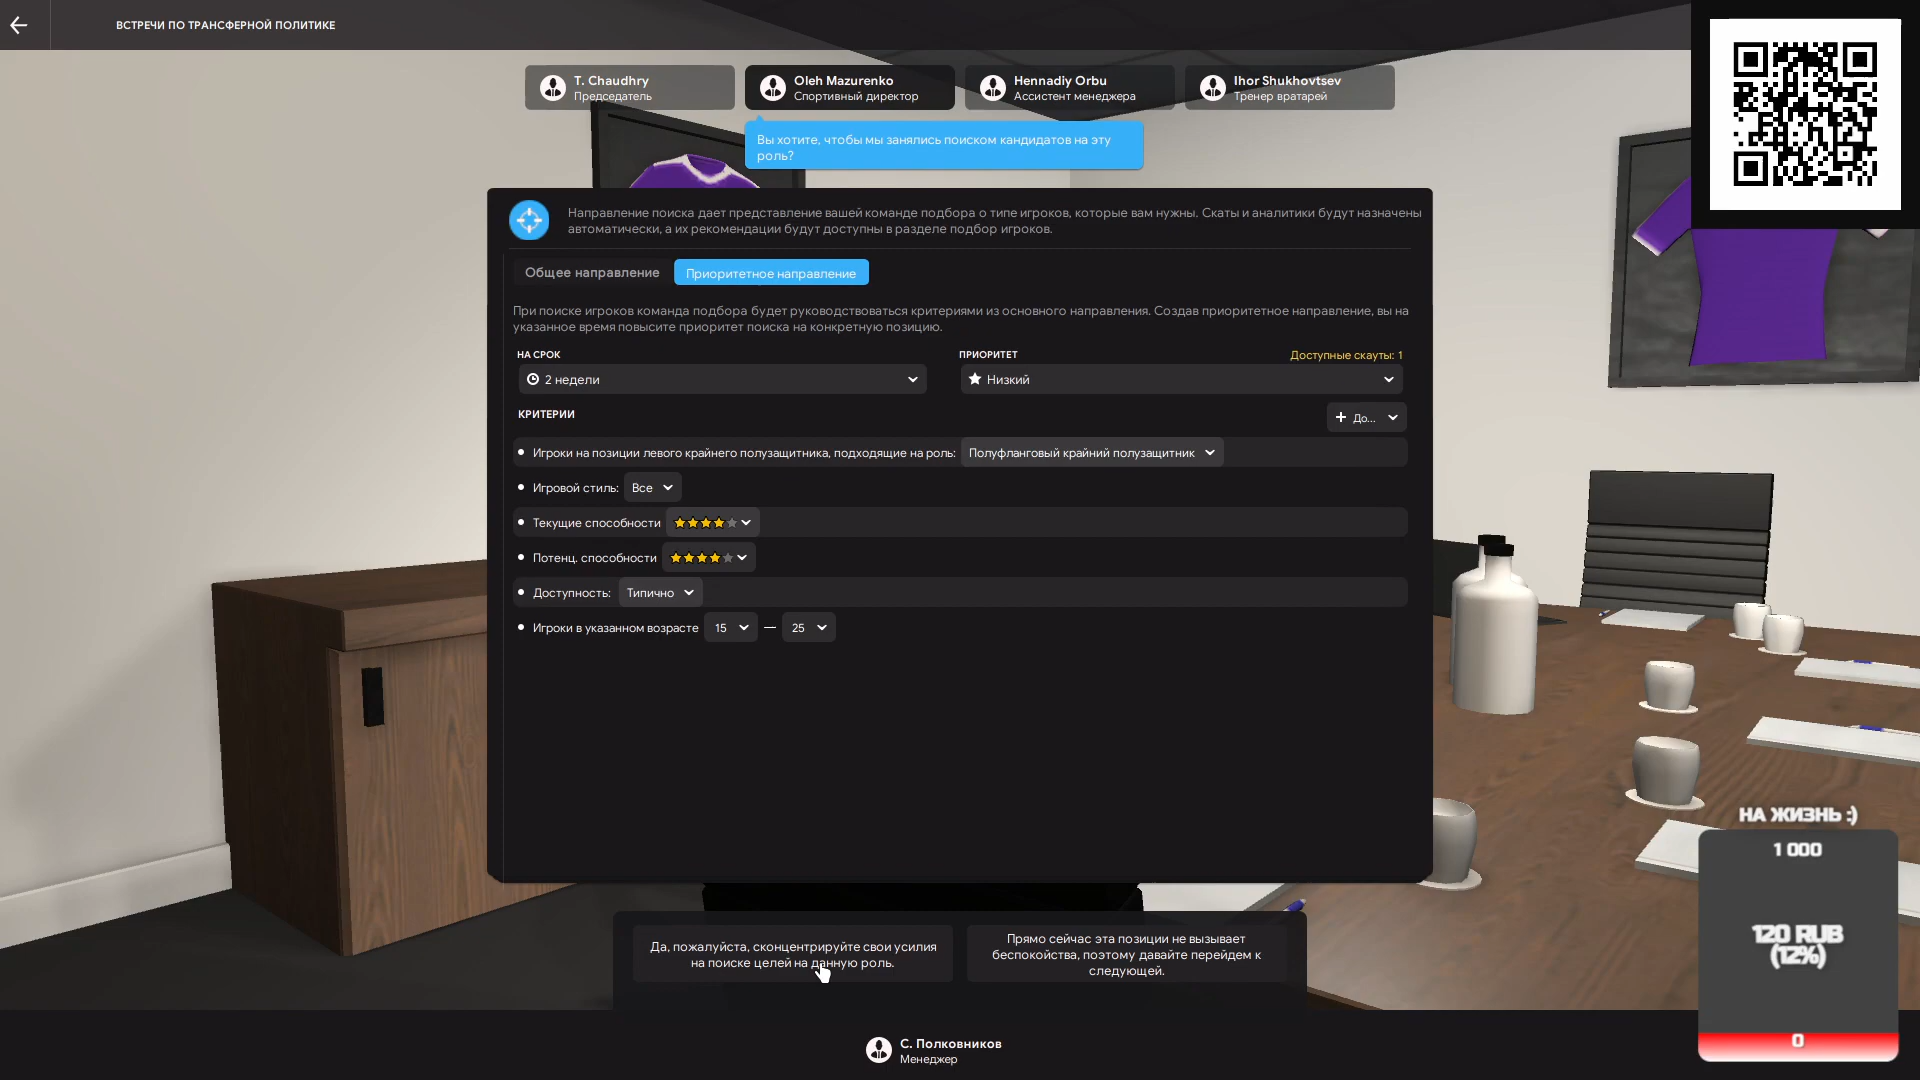 ВСТРЕЧИ ПО ТРАНСФЕРНОЙ ПОЛИТИКЕ
T. Chaudhry
Председатель
Oleh Mazurenko
Спортивный директор
Hennadiy Orbu
Ассистент менеджера
Ihor Shukhovtsev
Тренер вратарей
Вы хотите, чтобы мы занялись поиском кандидатов на эту
роль?
Направление поиска дает представление вашей команде подбора о типе игроков, которые вам нужны. Скаты и аналитики будут назначены
автоматически, а их рекомендации будут доступны в разделе подбор игроков.
Общее направление
Приоритетное направление
При поиске игроков команда подбора будет руководствоваться критериями из основного направления. Создав приоритетное направление, вы на
указанное время повысите приоритет поиска на конкретную позицию.
НА СРОК
ПРИОРИТЕТ
Доступные скауты: 1
2 недели
Низкий
КРИТЕРИИ
До...
Игроки на позиции левого крайнего полузащитника, подходящие на роль: Полуфланговый крайний полузащитник
Игровой стиль: Все
Текущие способности
Потенц. способности
Доступность: Типично
Игроки в указанном возрасте 15 — 25
Да, пожалуйста, сконцентрируйте свои усилия
на поиске целей на данную роль.
Прямо сейчас эта позиции не вызывает
беспокойства, поэтому давайте перейдем к
следующей.
С. Полковников
Менеджер
НА ЖИЗНЬ :)
1 000
120 RUB
(12%)
0